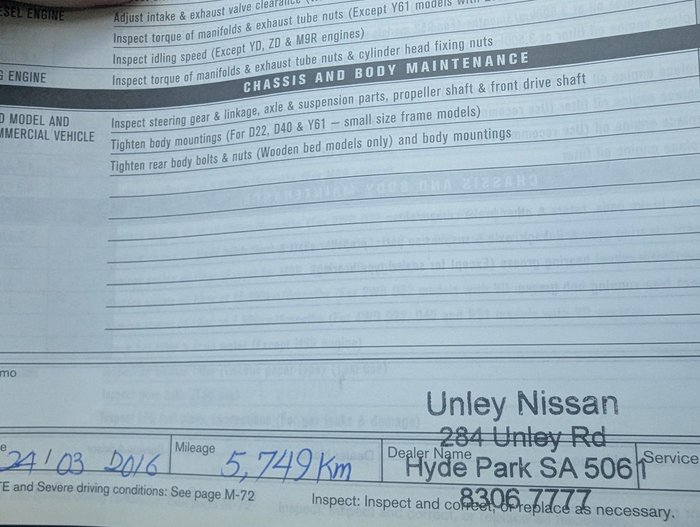 ESEL ENGINE
Adjust intake & exhaust valve clearance
Inspect torque of manifolds & exhaust tube nuts (Except Y61 models
Inspect idling speed (Except YD, ZD & M9R engines)
G ENGINE
Inspect torque of manifolds & exhaust tube nuts & cylinder head fixing nuts
CHASSIS AND BODY MAINTENANCE
D MODEL AND
MMERCIAL VEHICLE
Inspect steering gear & linkage, axle & suspension parts, propeller shaft & front drive shaft
Tighten body mountings (For D22, D40 & Y61 – small size frame models)
Tighten rear body bolts & nuts (Wooden bed models only) and body mountings
mo
Unley Nissan
284 Unley Rd
Hyde Park SA 5061
8306 7777
e 24/03 2016
Mileage 5,749 Km
Dealer Name
Service
TE and Severe driving conditions: See page M-72
Inspect: Inspect and correct or replace as necessary.